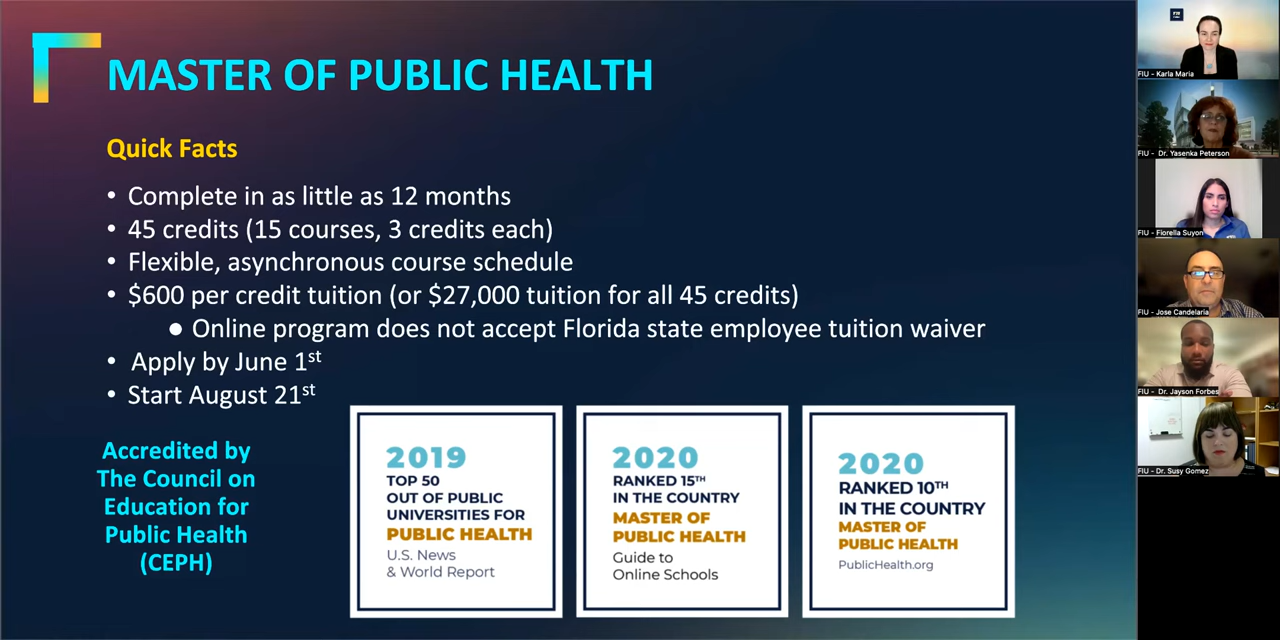 MASTER OF PUBLIC HEALTH
Quick Facts
• Complete in as little as 12 months
• 45 credits (15 courses, 3 credits each)
• Flexible, asynchronous course schedule
• $600 per credit tuition (or $27,000 tuition for all 45 credits)
● Online program does not accept Florida state employee tuition waiver
• Apply by June 1st
• Start August 21st
Accredited by
The Council on
Education for
Public Health
(CEPH)
2019
TOP 50
OUT OF PUBLIC
UNIVERSITIES FOR
PUBLIC HEALTH
U.S. News
& World Report
2020
RANKED 15TH
IN THE COUNTRY
MASTER OF
PUBLIC HEALTH
Guide to
Online Schools
2020
RANKED 10TH
IN THE COUNTRY
MASTER OF
PUBLIC HEALTH
PublicHealth.org
FIU
FIU - Karla Maria
FIU - Dr. Yasenka Peterson
FIU - Fiorella Suyon
FIU - Jose Candelaria
FIU - Dr. Jayson Forbes
FIU - Dr. Susy Gomez